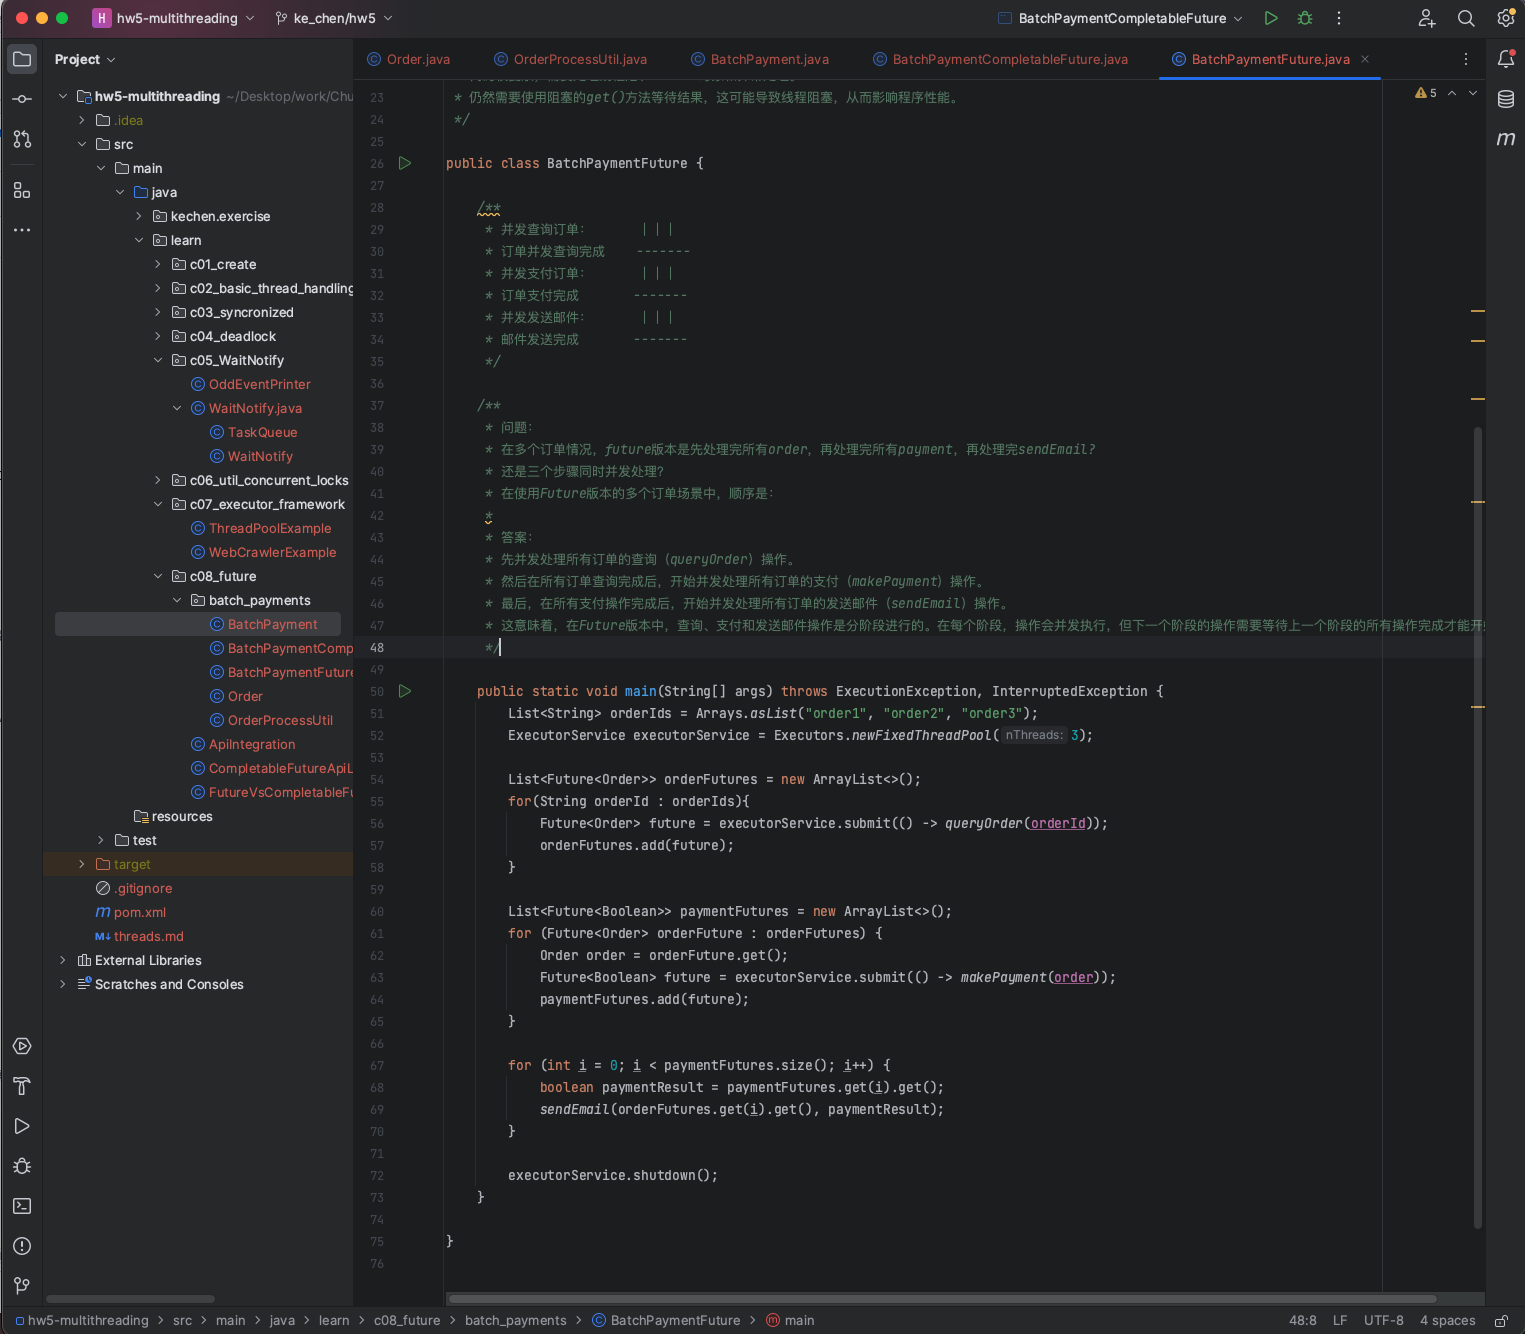 H hw5-multithreading ke_chen/hw5 BatchPaymentCompletableFuture
Project
Order.java OrderProcessUtil.java BatchPayment.java BatchPaymentCompletableFuture.java BatchPaymentFuture.java
5
hw5-multithreading ~/Desktop/work/Chu
.idea
src
main
java
kechen.exercise
learn
c01_create
c02_basic_thread_handling
c03_syncronized
c04_deadlock
c05_WaitNotify
OddEventPrinter
WaitNotify.java
TaskQueue
WaitNotify
c06_util_concurrent_locks
c07_executor_framework
ThreadPoolExample
WebCrawlerExample
c08_future
batch_payments
BatchPayment
BatchPaymentComp
BatchPaymentFuture
Order
OrderProcessUtil
ApiIntegration
CompletableFutureApiL
FutureVsCompletableFu
resources
test
target
.gitignore
m pom.xml
M↓ threads.md
External Libraries
Scratches and Consoles
23 * 仍然需要使用阻塞的get()方法等待结果，这可能导致线程阻塞，从而影响程序性能。
24 */
25
26 public class BatchPaymentFuture {
27
28 /**
29 * 并发查询订单： | | |
30 * 订单并发查询完成 -------
31 * 并发支付订单： | | |
32 * 订单支付完成 -------
33 * 并发发送邮件： | | |
34 * 邮件发送完成 -------
35 */
36
37 /**
38 * 问题：
39 * 在多个订单情况，future版本是先处理完所有order，再处理完所有payment，再处理完sendEmail?
40 * 还是三个步骤同时并发处理？
41 * 在使用Future版本的多个订单场景中，顺序是：
42 *
43 * 答案：
44 * 先并发处理所有订单的查询（queryOrder）操作。
45 * 然后在所有订单查询完成后，开始并发处理所有订单的支付（makePayment）操作。
46 * 最后，在所有支付操作完成后，开始并发处理所有订单的发送邮件（sendEmail）操作。
47 * 这意味着，在Future版本中，查询、支付和发送邮件操作是分阶段进行的。在每个阶段，操作会并发执行，但下一个阶段的操作需要等待上一个阶段的所有操作完成才能开
48 */
49
50 public static void main(String[] args) throws ExecutionException, InterruptedException {
51 List<String> orderIds = Arrays.asList("order1", "order2", "order3");
52 ExecutorService executorService = Executors.newFixedThreadPool( nThreads: 3);
53
54 List<Future<Order>> orderFutures = new ArrayList<>();
55 for(String orderId : orderIds){
56 Future<Order> future = executorService.submit(() -> queryOrder(orderId));
57 orderFutures.add(future);
58 }
59
60 List<Future<Boolean>> paymentFutures = new ArrayList<>();
61 for (Future<Order> orderFuture : orderFutures) {
62 Order order = orderFuture.get();
63 Future<Boolean> future = executorService.submit(() -> makePayment(order));
64 paymentFutures.add(future);
65 }
66
67 for (int i = 0; i < paymentFutures.size(); i++) {
68 boolean paymentResult = paymentFutures.get(i).get();
69 sendEmail(orderFutures.get(i).get(), paymentResult);
70 }
71
72 executorService.shutdown();
73 }
74
75 }
76
hw5-multithreading > src > main > java > learn > c08_future > batch_payments > BatchPaymentFuture > main 48:8 LF UTF-8 4 spaces